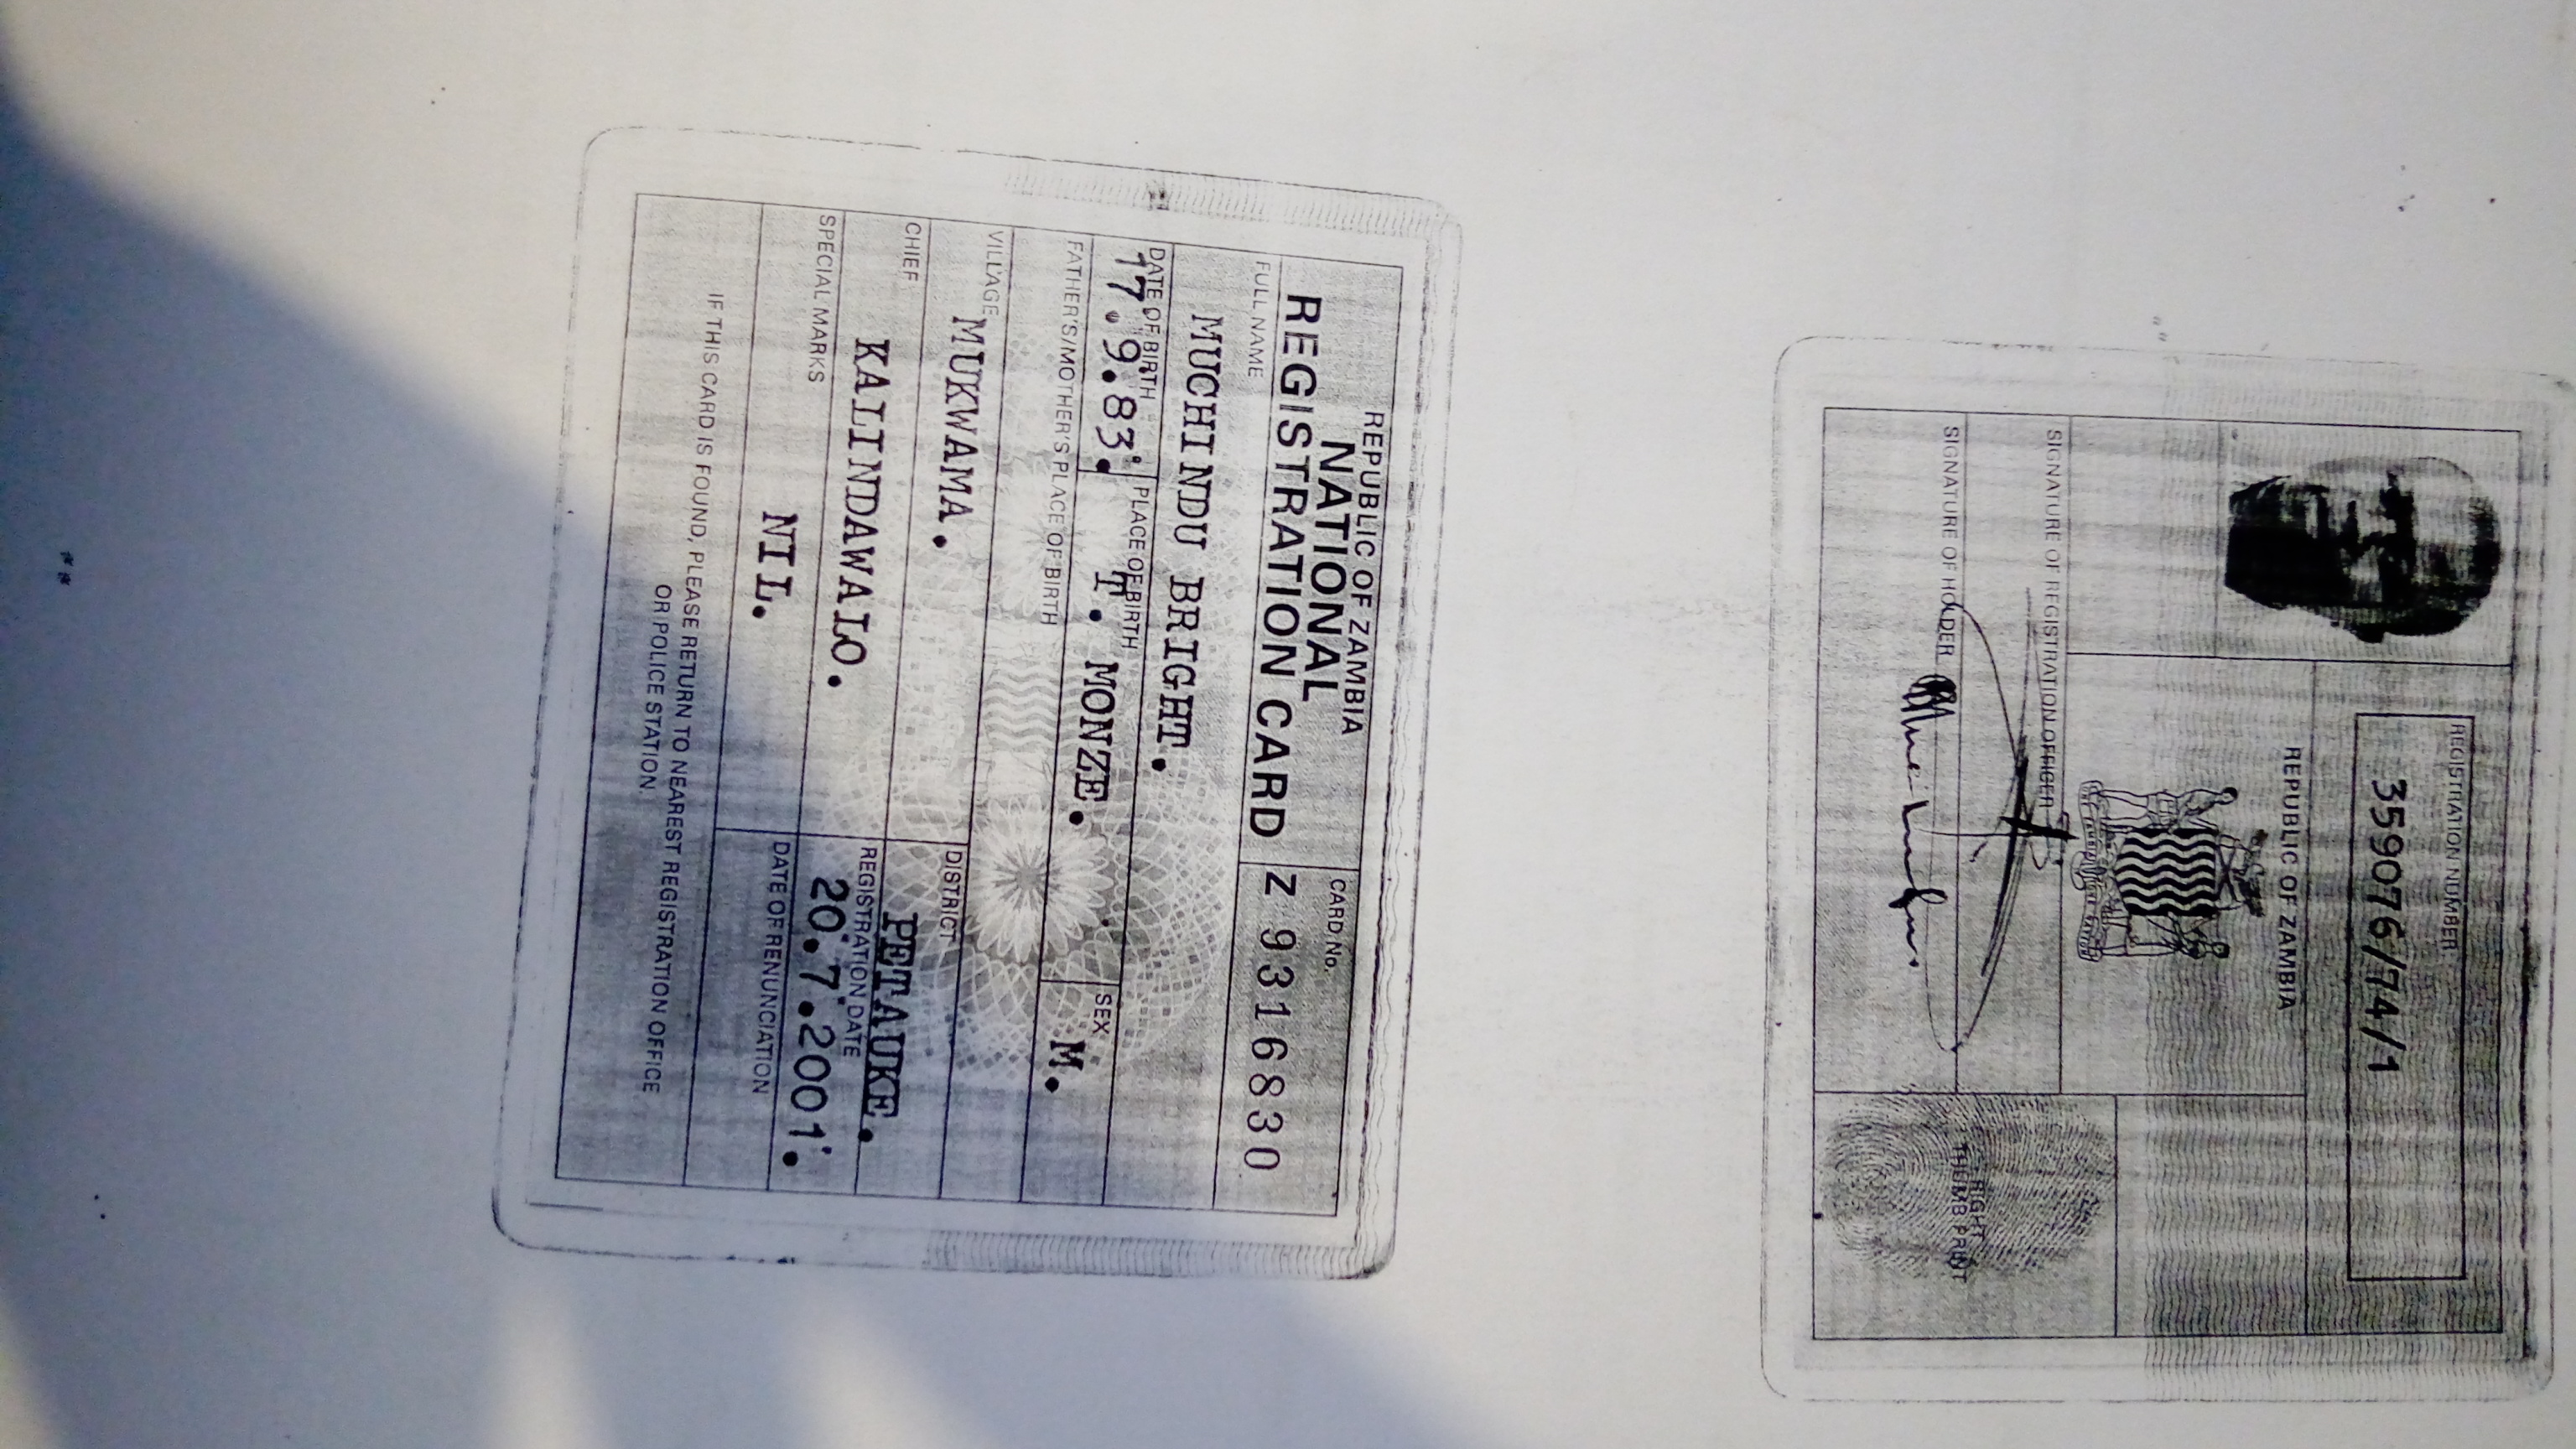 REGISTRATION NUMBER
359076/74/1
REPUBLIC OF ZAMBIA
SIGNATURE OF REGISTRATION OFFICER
SIGNATURE OF HOLDER
RIGHT
THUMB PRINT
REPUBLIC OF ZAMBIA
NATIONAL
REGISTRATION CARD
CARD No.
Z 9316830
FULL NAME
MUCHINDU BRIGHT.
DATE OF BIRTH
17.9.83.
PLACE OF BIRTH
T. MONZE.
SEX
M.
FATHER'S/MOTHER'S PLACE OF BIRTH
VILLAGE
MUKWAMA.
CHIEF
KALINDAWALO.
DISTRICT
PETAUKE.
SPECIAL MARKS
NIL.
REGISTRATION DATE
20.7.2001.
DATE OF RENUNCIATION
IF THIS CARD IS FOUND, PLEASE RETURN TO NEAREST REGISTRATION OFFICE
OR POLICE STATION.